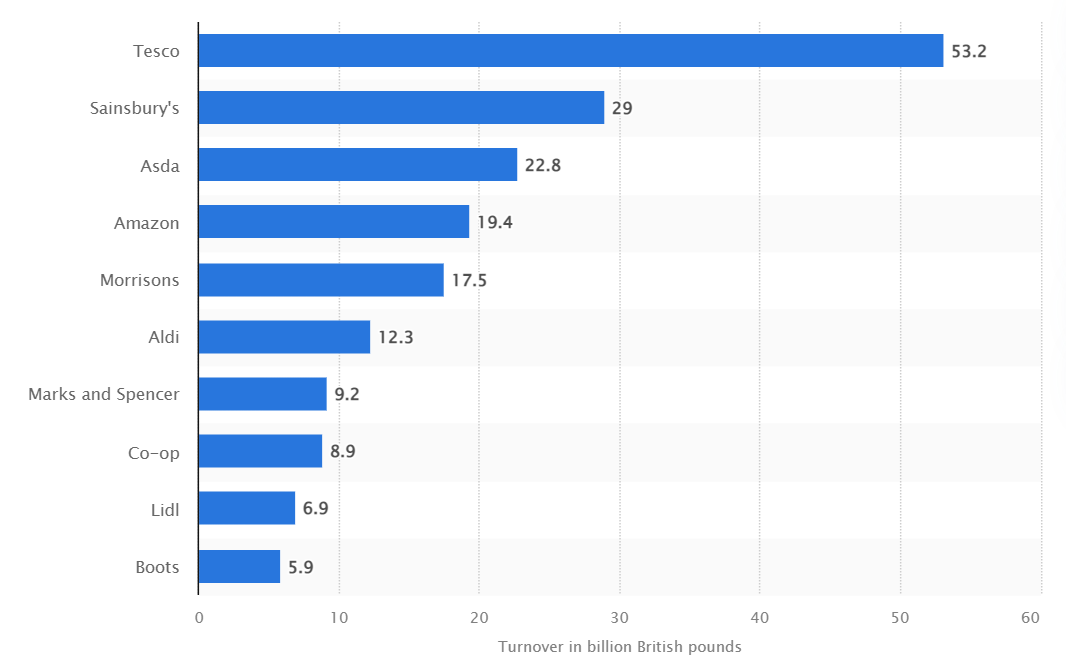 Tesco 53.2
Sainsbury's 29
Asda 22.8
Amazon 19.4
Morrisons 17.5
Aldi 12.3
Marks and Spencer 9.2
Co-op 8.9
Lidl 6.9
Boots 5.9
0 10 20 30 40 50 60
Turnover in billion British pounds